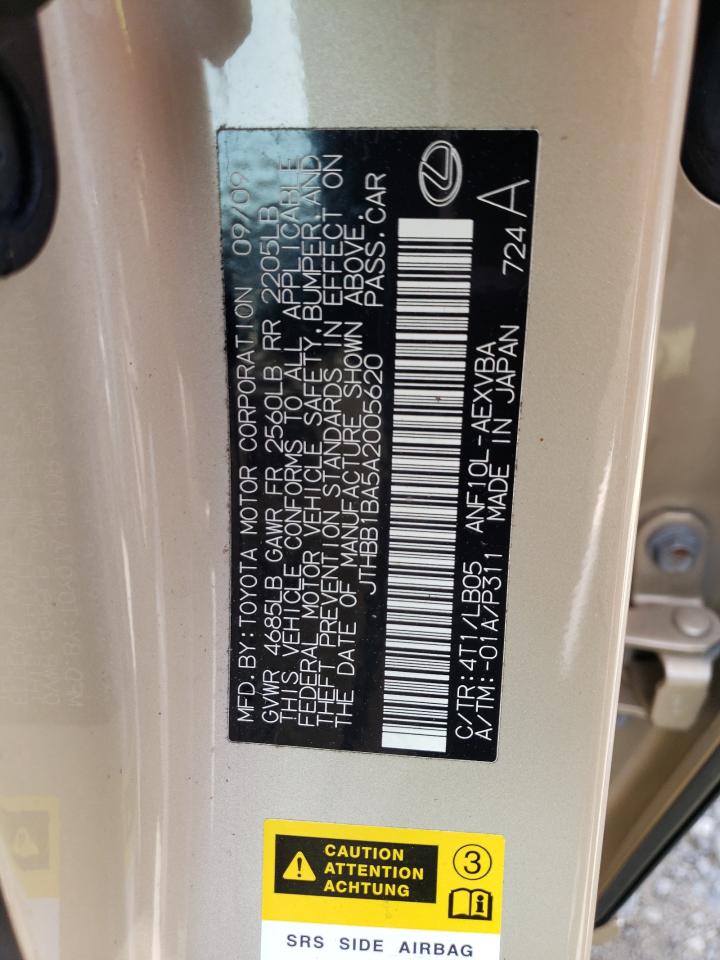 MFD.BY:TOYOTA MOTOR CORPORATION 09/09
GVWR 4685LB GAWR FR 2560LB RR 2205LB
THIS VEHICLE CONFORMS TO ALL APPLICABLE
FEDERAL MOTOR VEHICLE SAFETY,BUMPER,AND
THEFT PREVENTION STANDARDS IN EFFECT ON
THE DATE OF MANUFACTURE SHOWN ABOVE.
JTHBB1BA5A2005620 PASS.CAR
C/TR:4T1/LB05 ANF10L-AEXVBA 724A
A/TM:-01A/P311 MADE IN JAPAN
CAUTION
ATTENTION
ACHTUNG
3
SRS SIDE AIRBAG